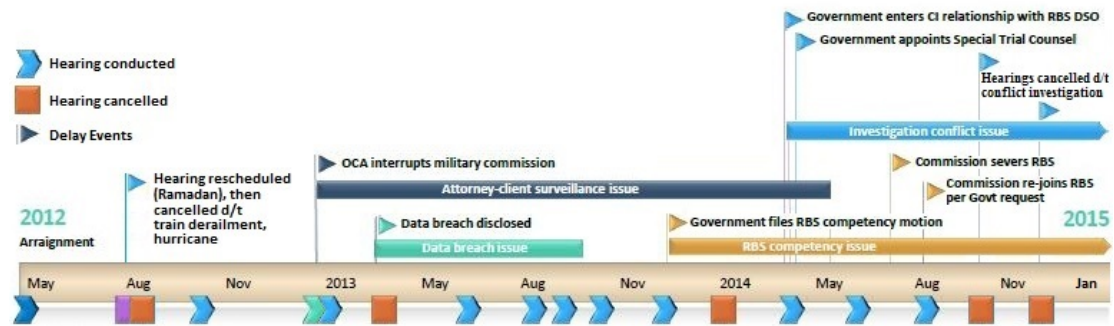 Hearing conducted
Hearing cancelled
Delay Events
2012
Arraignment
Hearing rescheduled
(Ramadan), then
cancelled d/t
train derailment,
hurricane
OCA interrupts military commission
Attorney-client surveillance issue
Data breach disclosed
Data breach issue
Government enters CI relationship with RBS DSO
Government appoints Special Trial Counsel
Hearings cancelled d/t
conflict investigation
Investigation conflict issue
Commission severs RBS
Commission re-joins RBS
per Govt request
Government files RBS competency motion
RBS competency issue
2015
May Aug Nov 2013 May Aug Nov 2014 May Aug Nov Jan